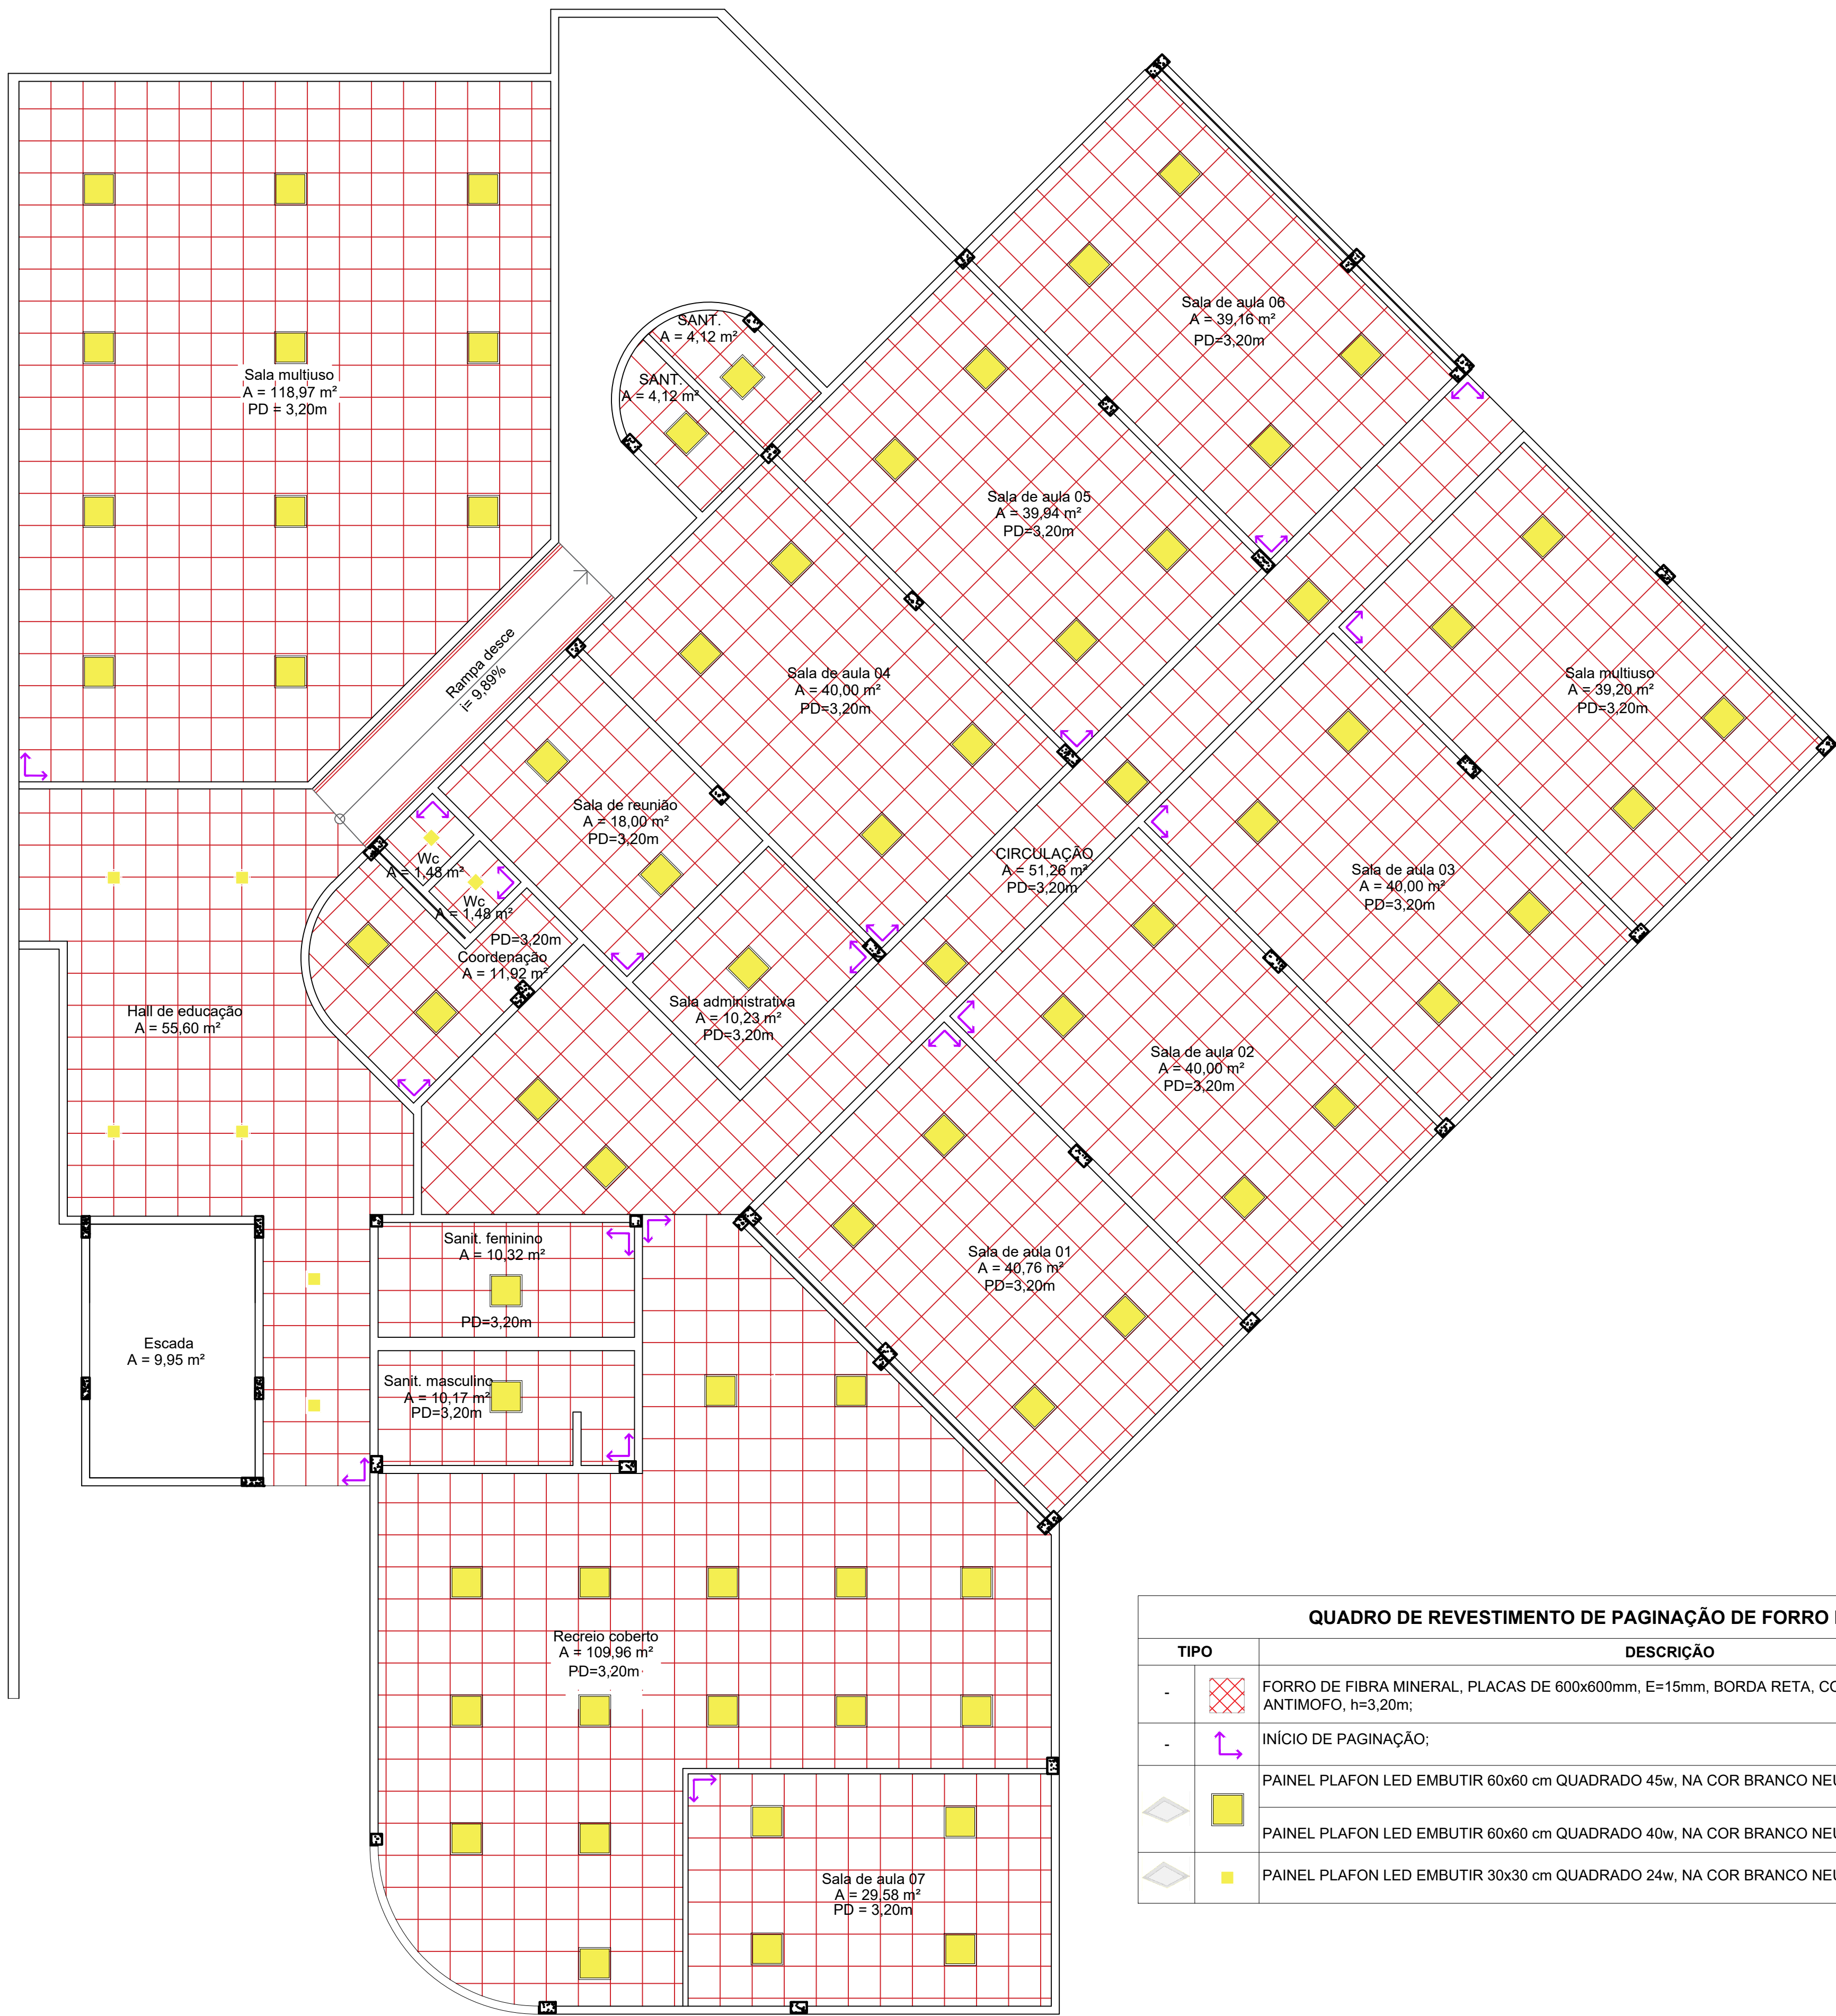 Sala multiuso
A = 118,97 m²
PD = 3,20m
SANT.
A = 4,12 m²
SANT.
A = 4,12 m²
Sala de aula 06
A = 39,16 m²
PD=3,20m
Sala de aula 05
A = 39,94 m²
PD=3,20m
Sala de aula 04
A = 40,00 m²
PD=3,20m
Sala multiuso
A = 39,20 m²
PD=3,20m
Rampa desce
i= 9,89%
Sala de reunião
A = 18,00 m²
PD=3,20m
Wc
A = 1,48 m²
Wc
A = 1,48 m²
PD=3,20m
Coordenação
A = 11,92 m²
CIRCULAÇÃO
A = 51,26 m²
PD=3,20m
Sala de aula 03
A = 40,00 m²
PD=3,20m
Sala administrativa
A = 10,23 m²
PD=3,20m
Hall de educação
A = 55,60 m²
Sala de aula 02
A = 40,00 m²
PD=3,20m
Sala de aula 01
A = 40,76 m²
PD=3,20m
Sanit. feminino
A = 10,32 m²
PD=3,20m
Escada
A = 9,95 m²
Sanit. masculino
A = 10,17 m²
PD=3,20m
Recreio coberto
A = 109,96 m²
PD=3,20m
Sala de aula 07
A = 29,58 m²
PD = 3,20m
QUADRO DE REVESTIMENTO DE PAGINAÇÃO DE FORRO
TIPO
DESCRIÇÃO
-
FORRO DE FIBRA MINERAL, PLACAS DE 600x600mm, E=15mm, BORDA RETA,
ANTIMOFO, h=3,20m;
-
INÍCIO DE PAGINAÇÃO;
PAINEL PLAFON LED EMBUTIR 60x60 cm QUADRADO 45w, NA COR BRANCO
PAINEL PLAFON LED EMBUTIR 60x60 cm QUADRADO 40w, NA COR BRANCO
PAINEL PLAFON LED EMBUTIR 30x30 cm QUADRADO 24w, NA COR BRANCO